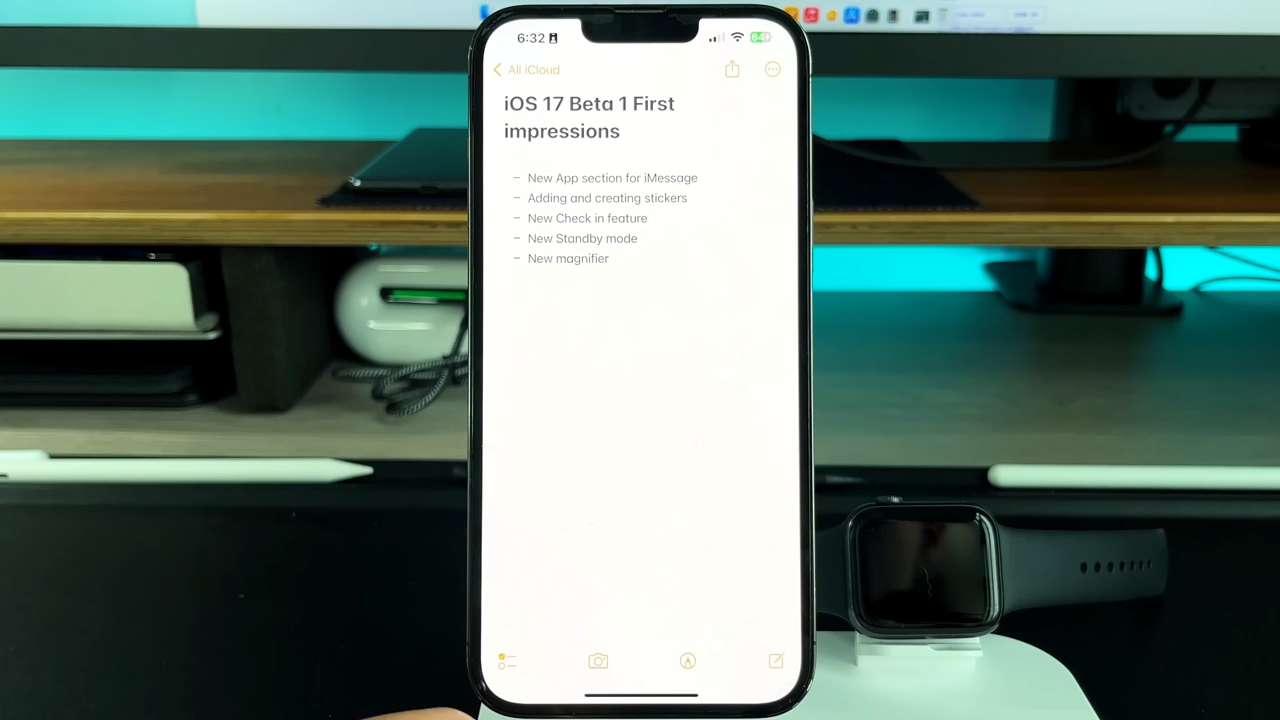 6:32
64
All iCloud
iOS 17 Beta 1 First
impressions
– New App section for iMessage
– Adding and creating stickers
– New Check in feature
– New Standby mode
– New magnifier